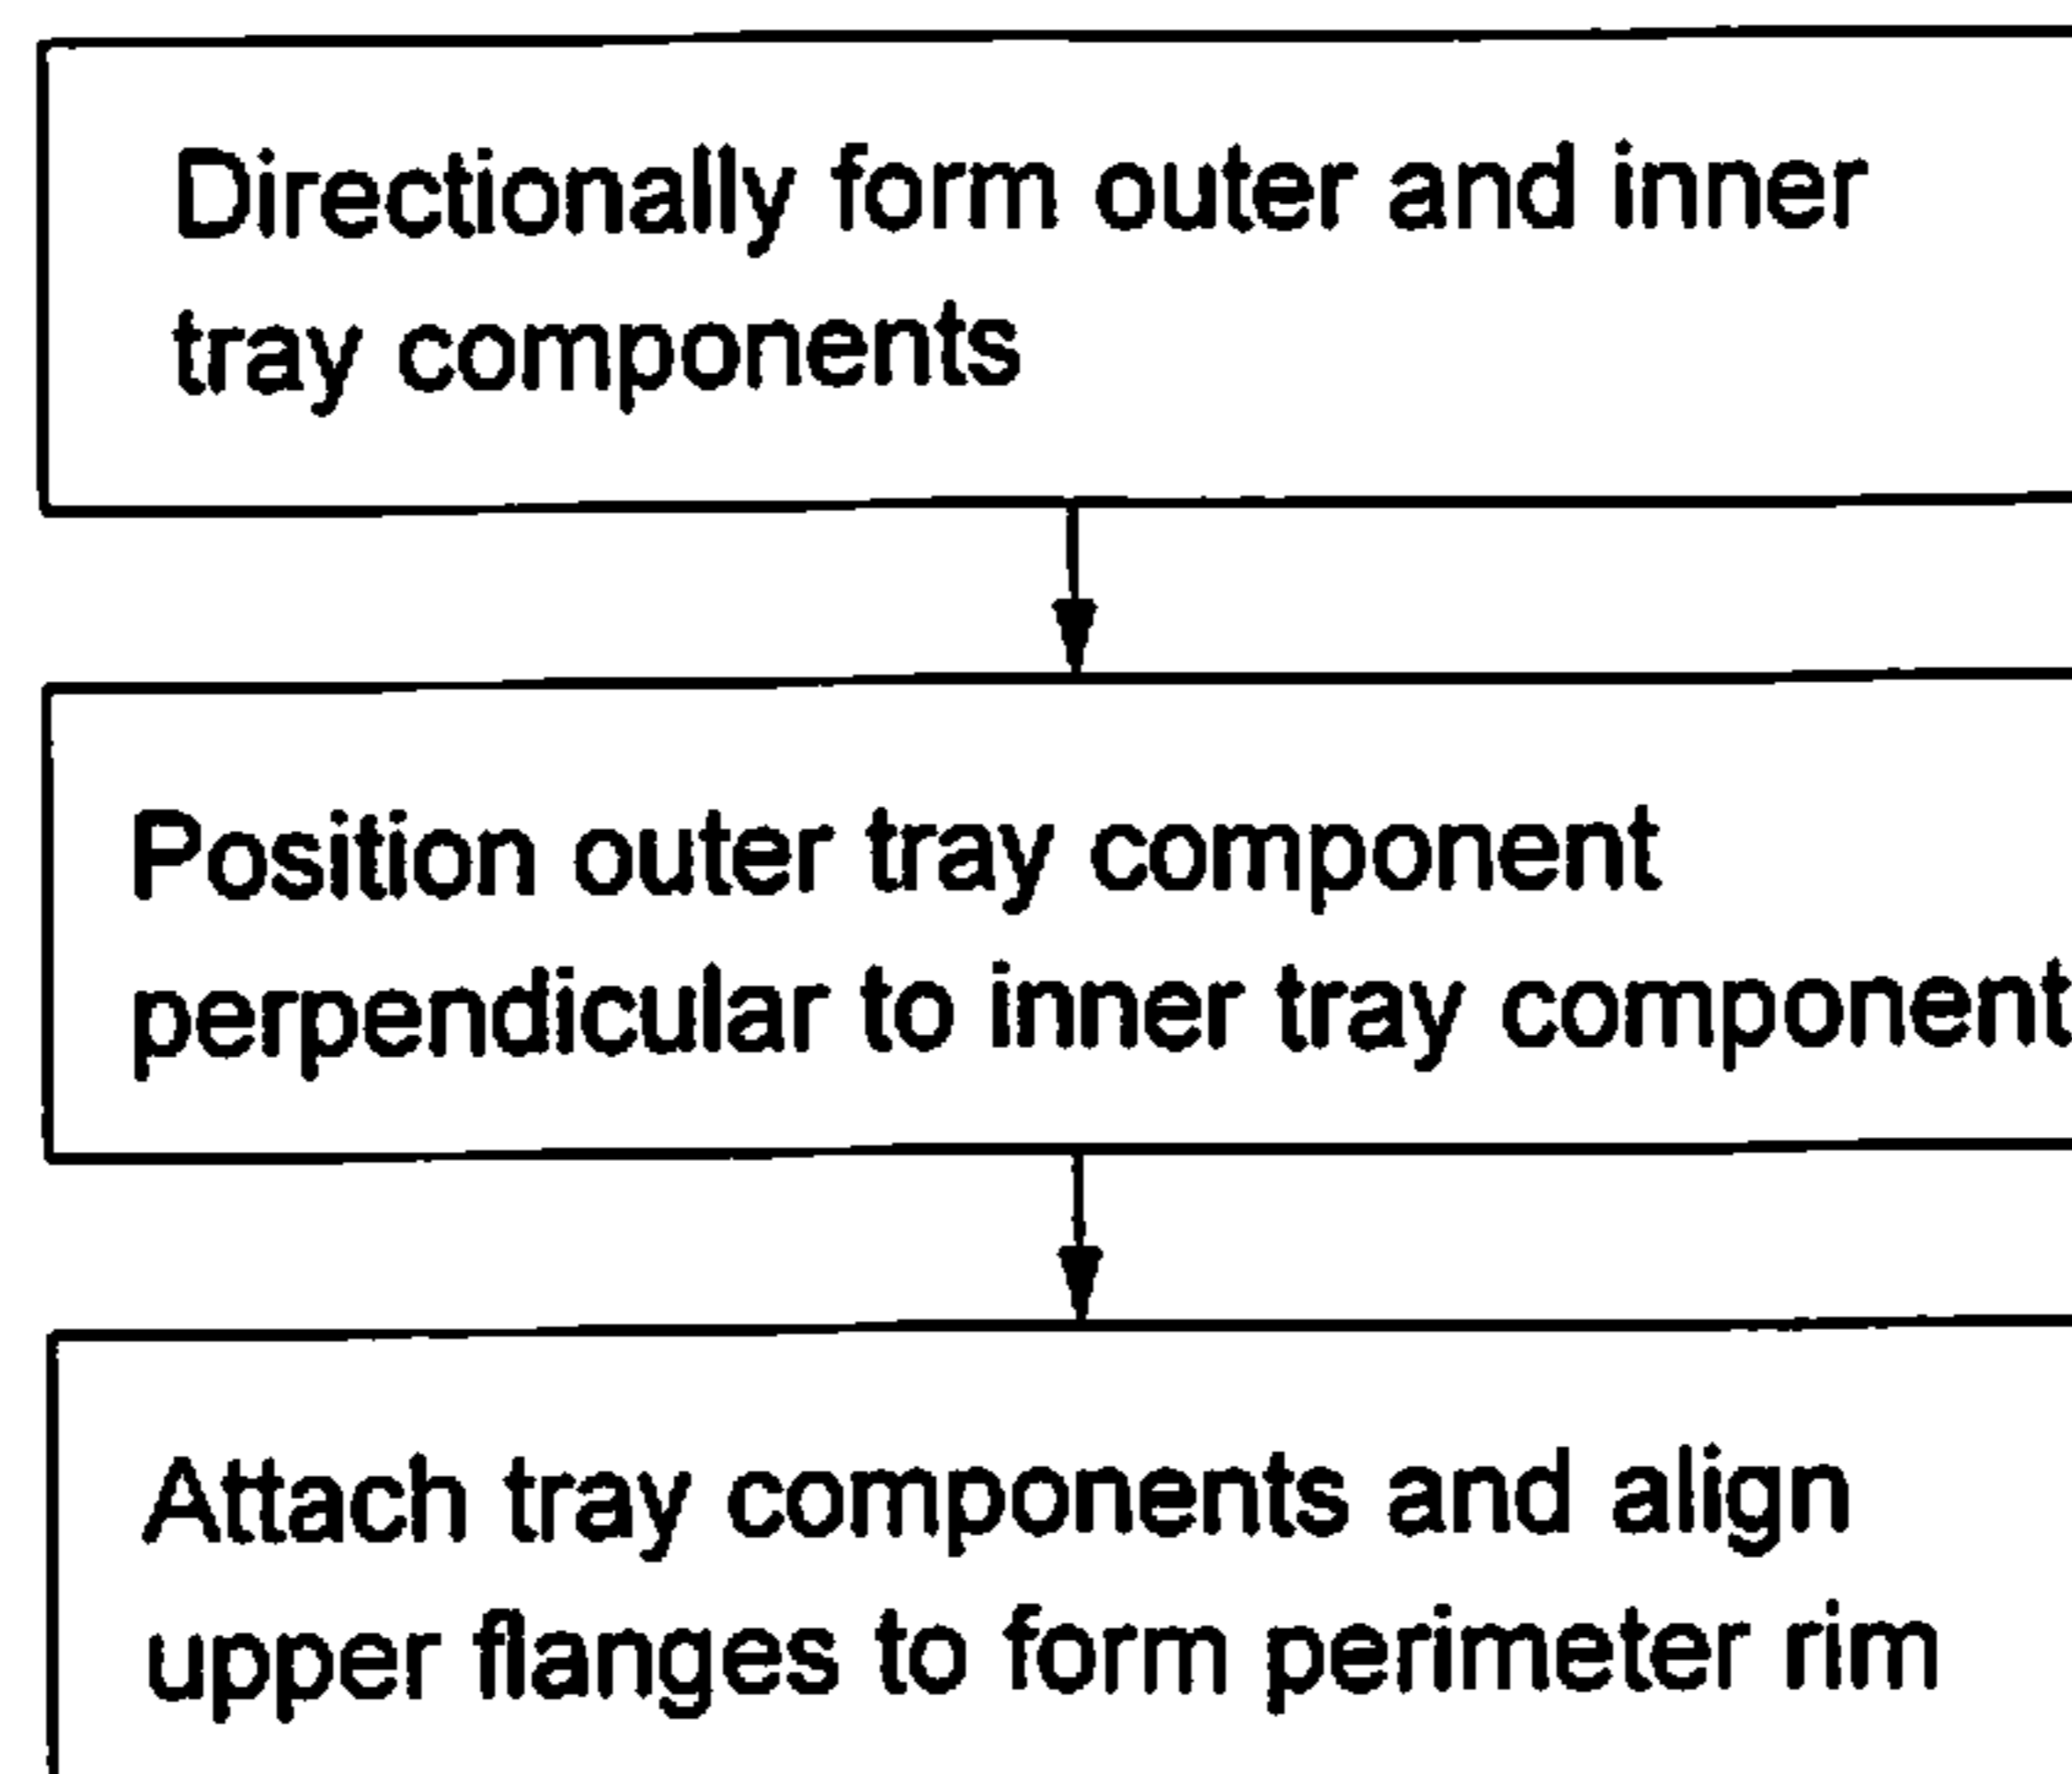 Directionally form outer and inner
tray components
Position outer tray component
perpendicular to inner tray component
Attach tray components and align
upper flanges to form perimeter rim